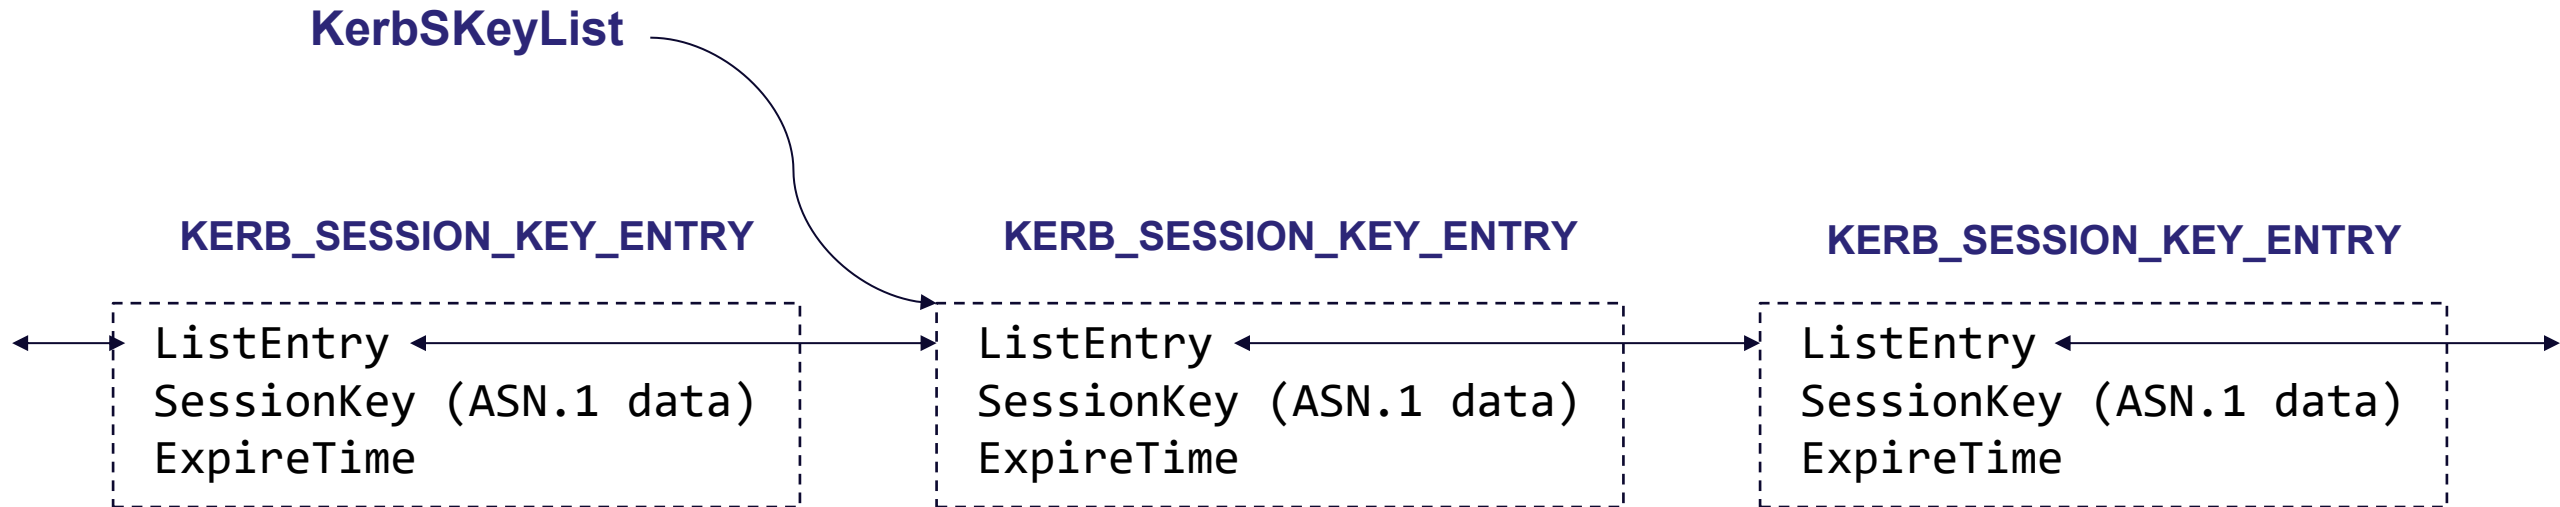 KerbSKeyList
KERB_SESSION_KEY_ENTRY
ListEntry
SessionKey (ASN.1 data)
ExpireTime
KERB_SESSION_KEY_ENTRY
ListEntry
SessionKey (ASN.1 data)
ExpireTime
KERB_SESSION_KEY_ENTRY
ListEntry
SessionKey (ASN.1 data)
ExpireTime